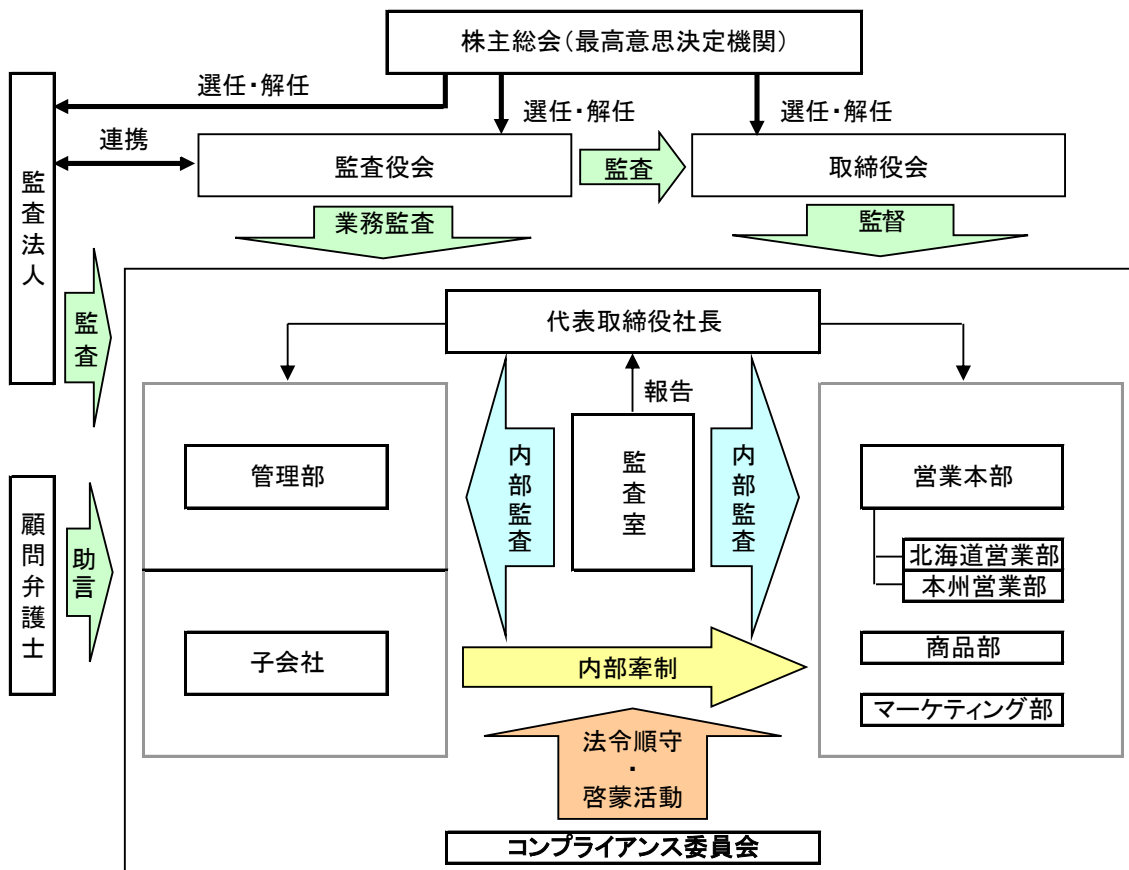 株主総会(最高意思決定機関)
選任・解任
選任・解任
選任・解任
連携
監査役会
監査
取締役会
監査法人
業務監査
監督
監査
代表取締役社長
報告
管理部
内部監査
監査室
内部監査
営業本部
顧問弁護士
助言
北海道営業部
本州営業部
子会社
内部牽制
商品部
マーケティング部
法令順守
・
啓蒙活動
コンプライアンス委員会